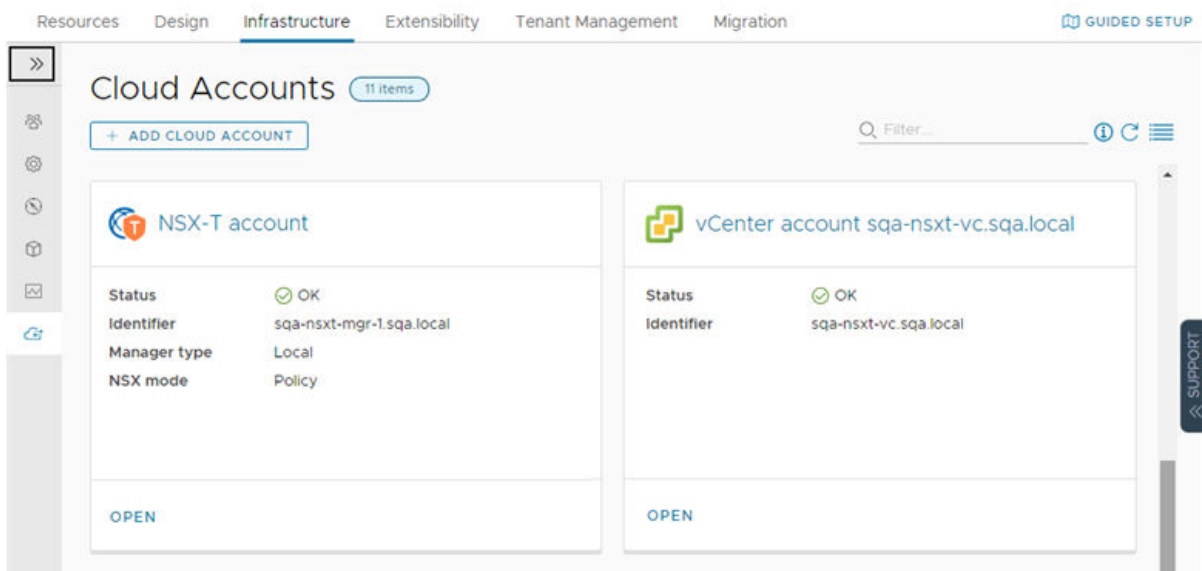 Resources Design Infrastructure Extensibility Tenant Management Migration GUIDED SETUP
Cloud Accounts 11 items
+ ADD CLOUD ACCOUNT
Filter...
T NSX-T account
Status OK
Identifier sqa-nsxt-mgr-1.sqa.local
Manager type Local
NSX mode Policy
OPEN
vCenter account sqa-nsxt-vc.sqa.local
Status OK
Identifier sqa-nsxt-vc.sqa.local
OPEN
SUPPORT